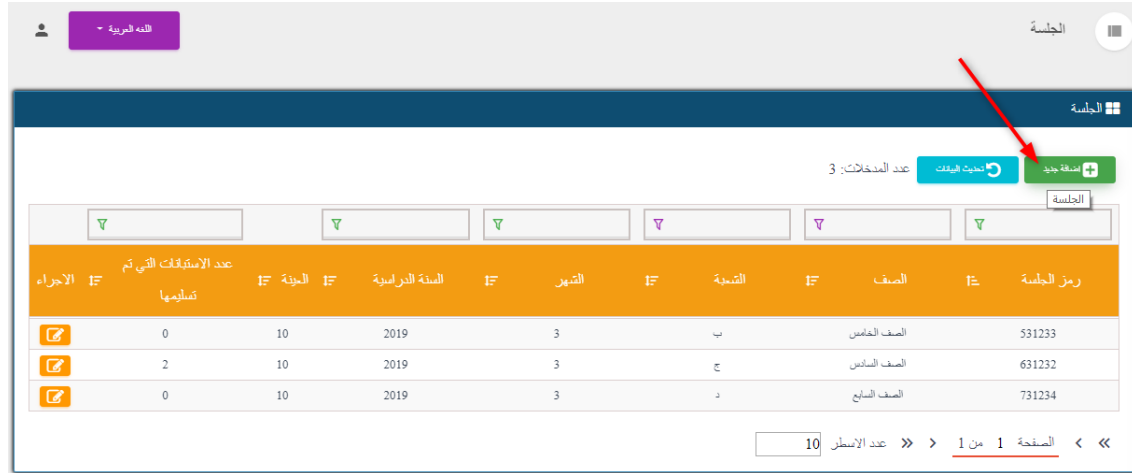 الجلسة
اللغه العربية
الجلسة
اضافة جديد
تحديث البيانات
عدد المدخلات: 3
الجلسة
رمز الجلسة الصف الشعبة الشهر السنة الدراسية العينة عدد الاستبانات التي تم تسليمها الاجراء
531233 الصف الخامس ب 3 2019 10 0
631232 الصف السادس ج 3 2019 10 2
731234 الصف السابع د 3 2019 10 0
الصفحة 1 من 1 عدد الاسطر 10